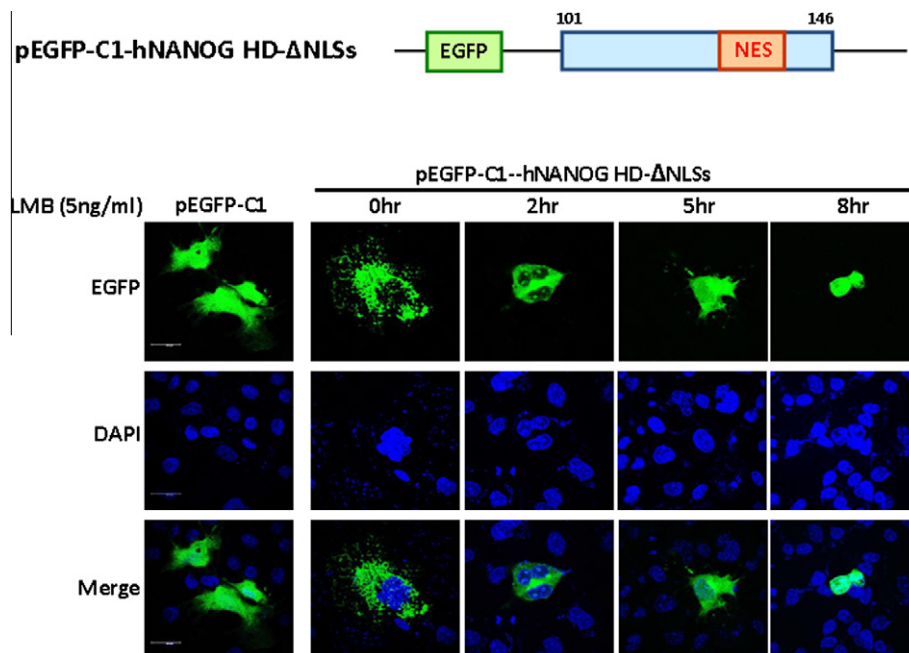 101 146
pEGFP-C1-hNANOG HD-ΔNLSs EGFP NES
pEGFP-C1--hNANOG HD-ΔNLSs
LMB (5ng/ml) pEGFP-C1 0hr 2hr 5hr 8hr
EGFP
DAPI
Merge